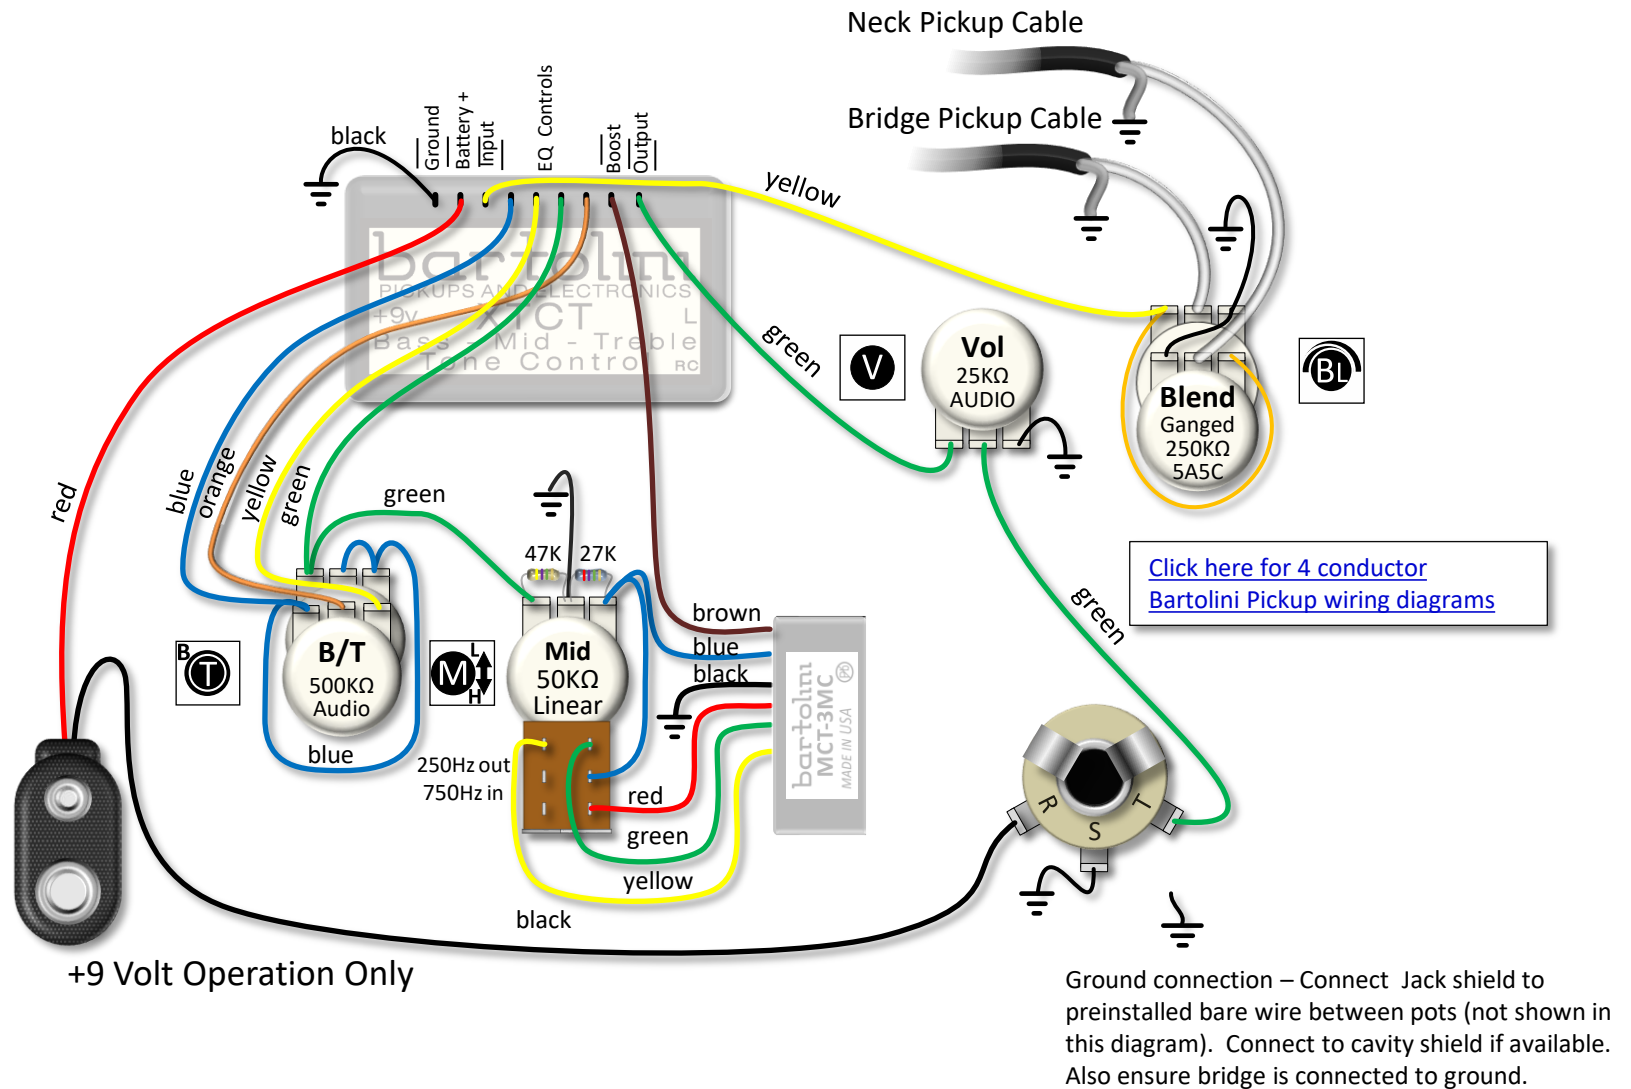 Neck Pickup Cable
Bridge Pickup Cable
black
Ground
Battery +
Input
EQ Controls
Boost
Output
yellow
bartolini
PICKUPS AND ELECTRONICS
+9v XTCT L
Bass - Mid - Treble
Tone Control RC
green
V
Vol
25KΩ
AUDIO
BL
Blend
Ganged
250KΩ
5A5C
red
blue
orange
yellow
green
green
47K
27K
Click here for 4 conductor
Bartolini Pickup wiring diagrams
green
brown
blue
black
B
T
B/T
500KΩ
Audio
L
M
H
Mid
50KΩ
Linear
bartolini
MCT-3MC
MADE IN USA
Pb
blue
250Hz out
750Hz in
red
green
yellow
R
S
T
black
+9 Volt Operation Only
Ground connection – Connect Jack shield to
preinstalled bare wire between pots (not shown in
this diagram). Connect to cavity shield if available.
Also ensure bridge is connected to ground.